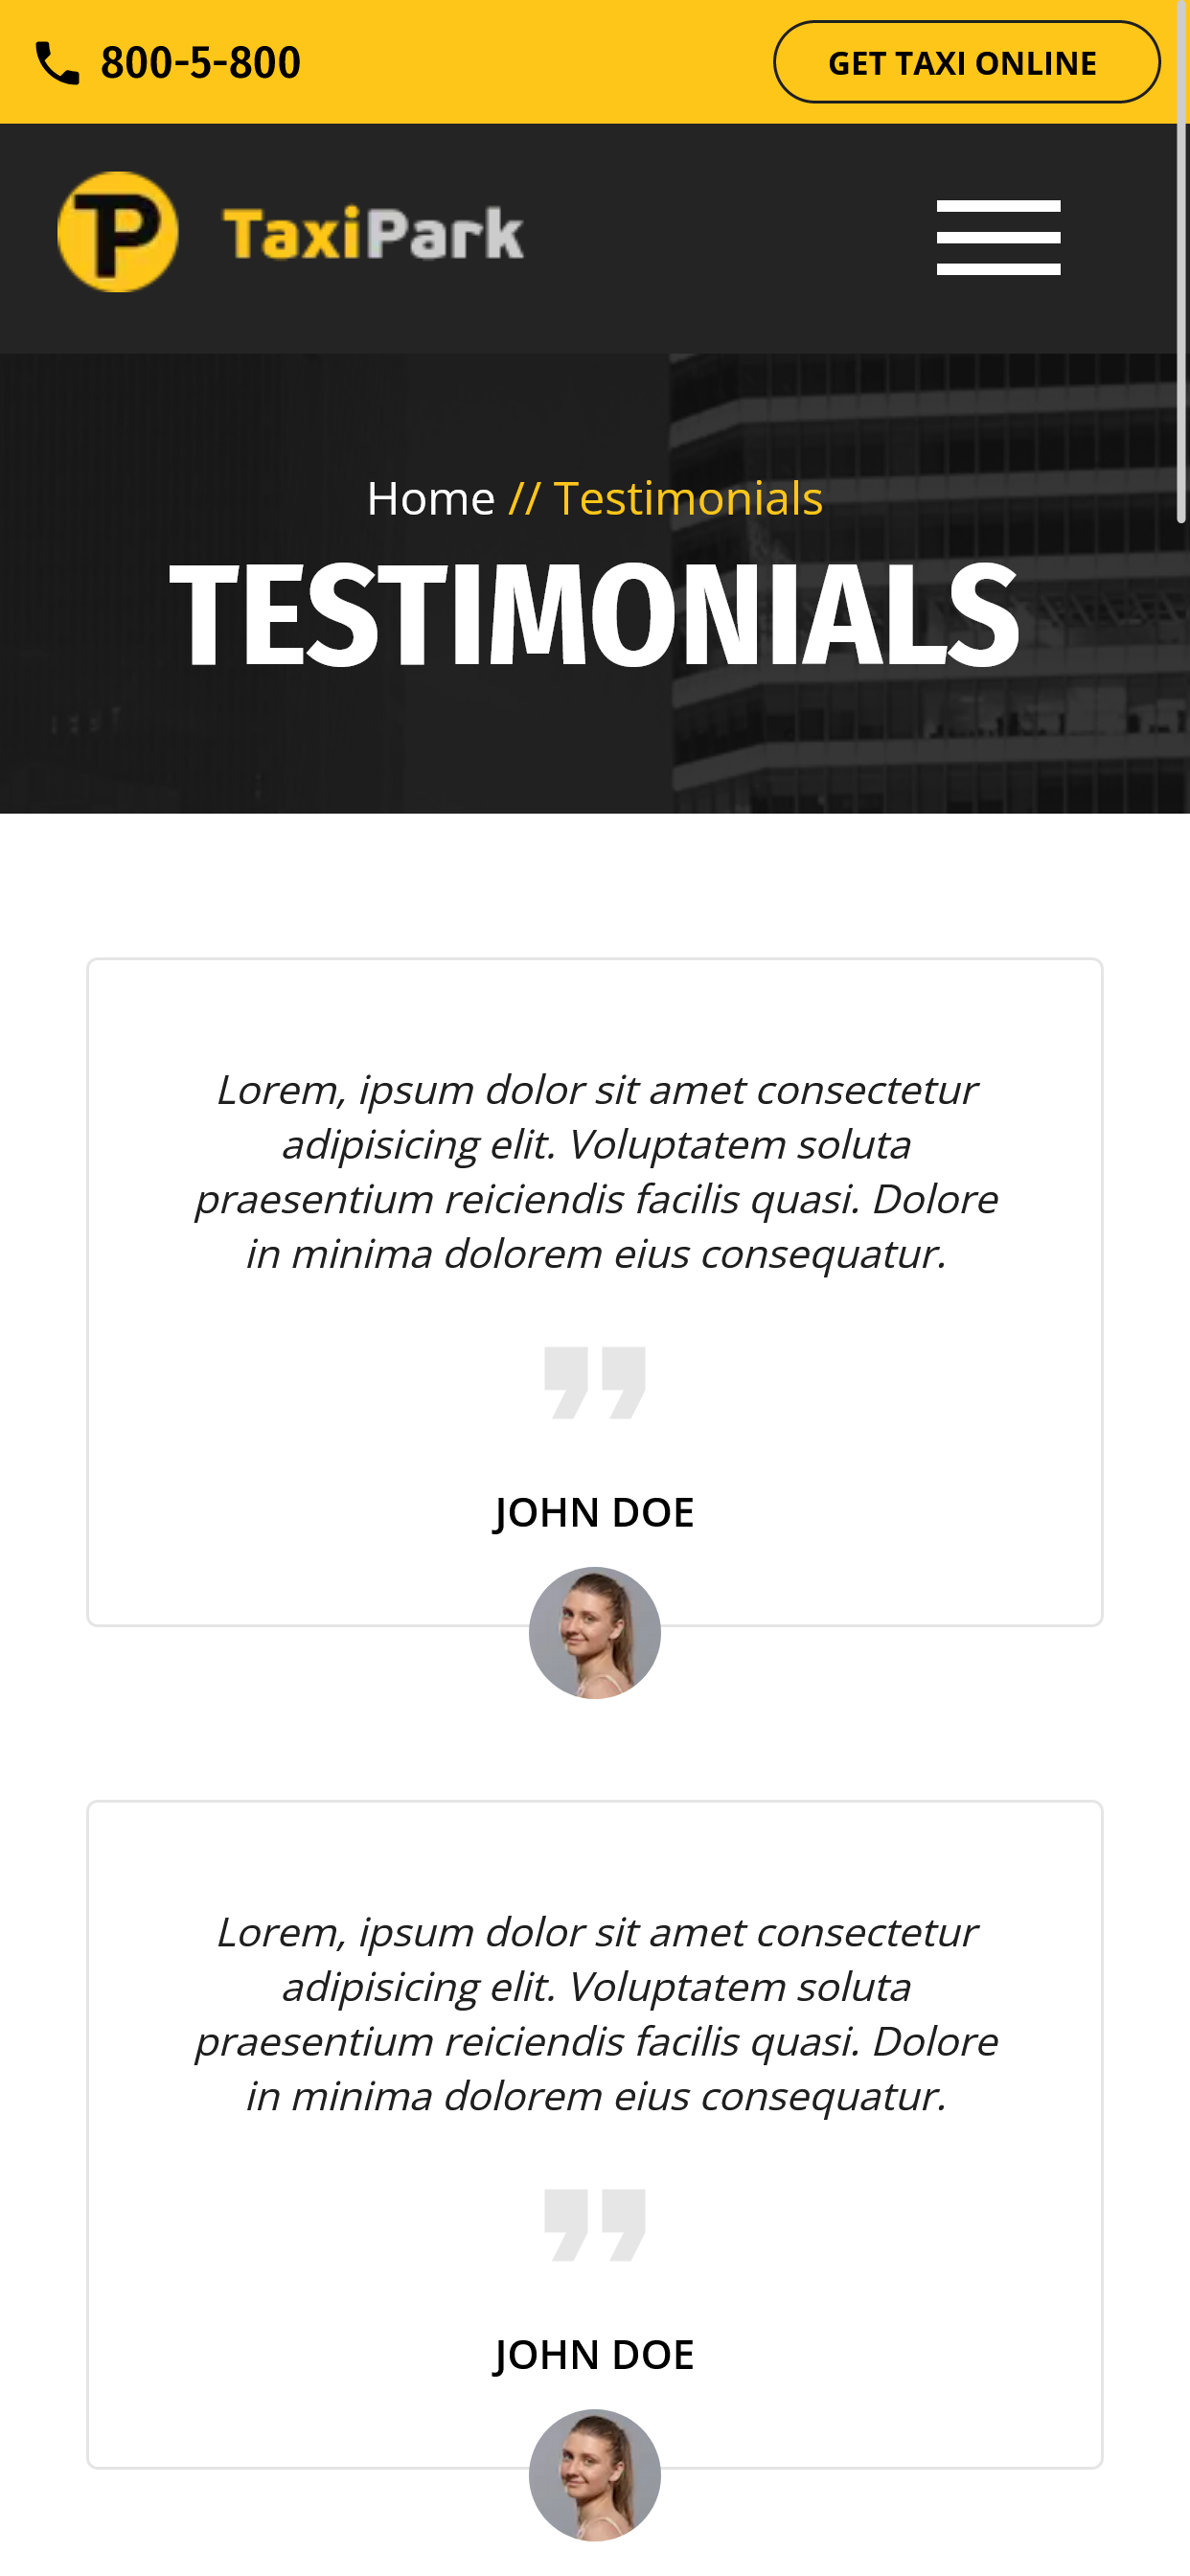 800-5-800
GET TAXI ONLINE
TP TaxiPark
Home // Testimonials
TESTIMONIALS
Lorem, ipsum dolor sit amet consectetur
adipisicing elit. Voluptatem soluta
praesentium reiciendis facilis quasi. Dolore
in minima dolorem eius consequatur.
”
JOHN DOE
Lorem, ipsum dolor sit amet consectetur
adipisicing elit. Voluptatem soluta
praesentium reiciendis facilis quasi. Dolore
in minima dolorem eius consequatur.
”
JOHN DOE